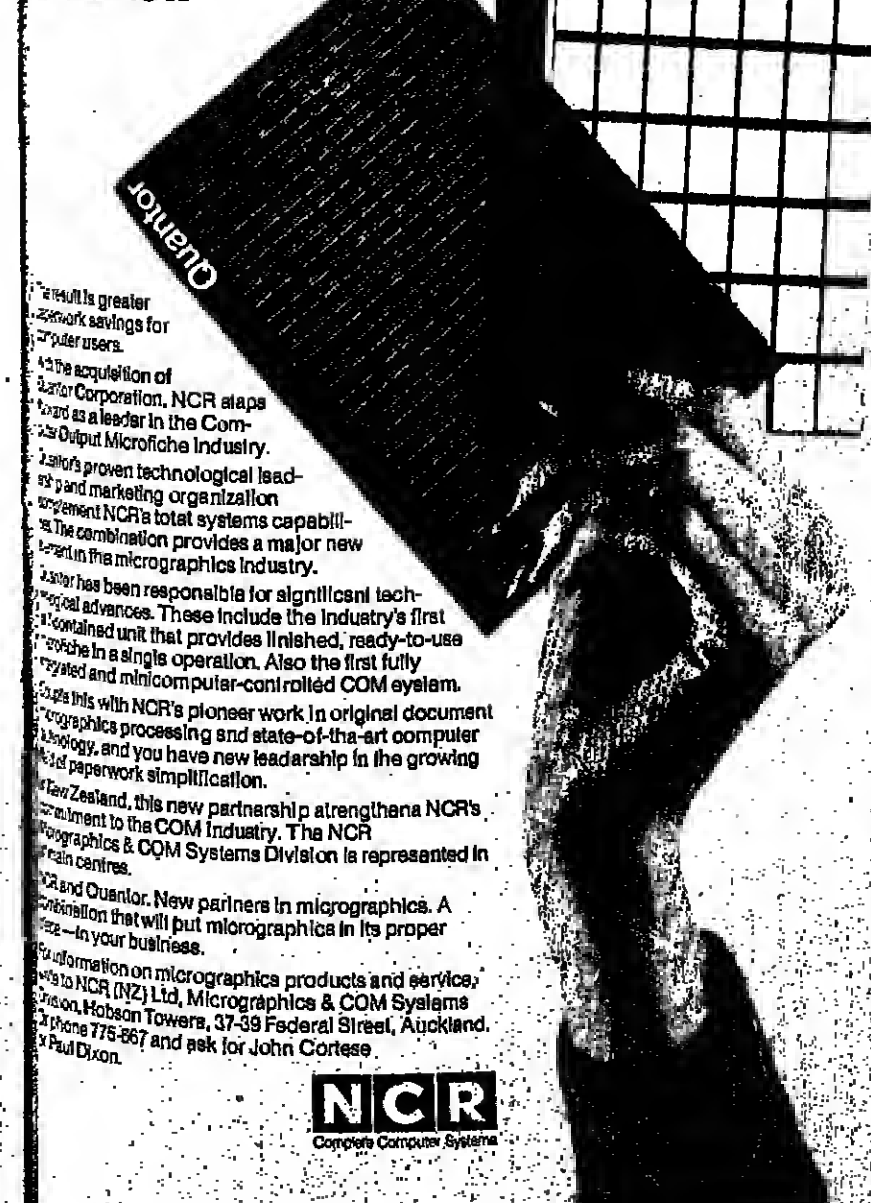 Quantor
result is greater
savings for
users.
the acquisition of
Corporation, NCR steps
as a leader in the Com-
Output Microfiche Industry.
proven technological lead-
and marketing organization
NCR's total systems capabili-
The combination provides a major new
in the micrographics industry.
has been responsible for significant tech-
advances. These include the industry's first
contained unit that provides finished, ready-to-use
in a single operation. Also the first fully
and minicomputer-controlled COM system.
this with NCR's pioneer work in original document
processing and state-of-the-art computer
and you have new leadership in the growing
paperwork simplification.
New Zealand, this new partnership strengthens NCR's
to the COM Industry. The NCR
& COM Systems Division is represented in
main centres.
and Quantor. New partners in micrographics. A
that will put micrographics in its proper
—in your business.
information on micrographics products and service,
to NCR (NZ) Ltd, Micrographics & COM Systems
Hobson Towers, 37-39 Federal Street, Auckland.
phone 775-867 and ask for John Cortese
Paul Dixon.
NCR
Complete Computer Systems